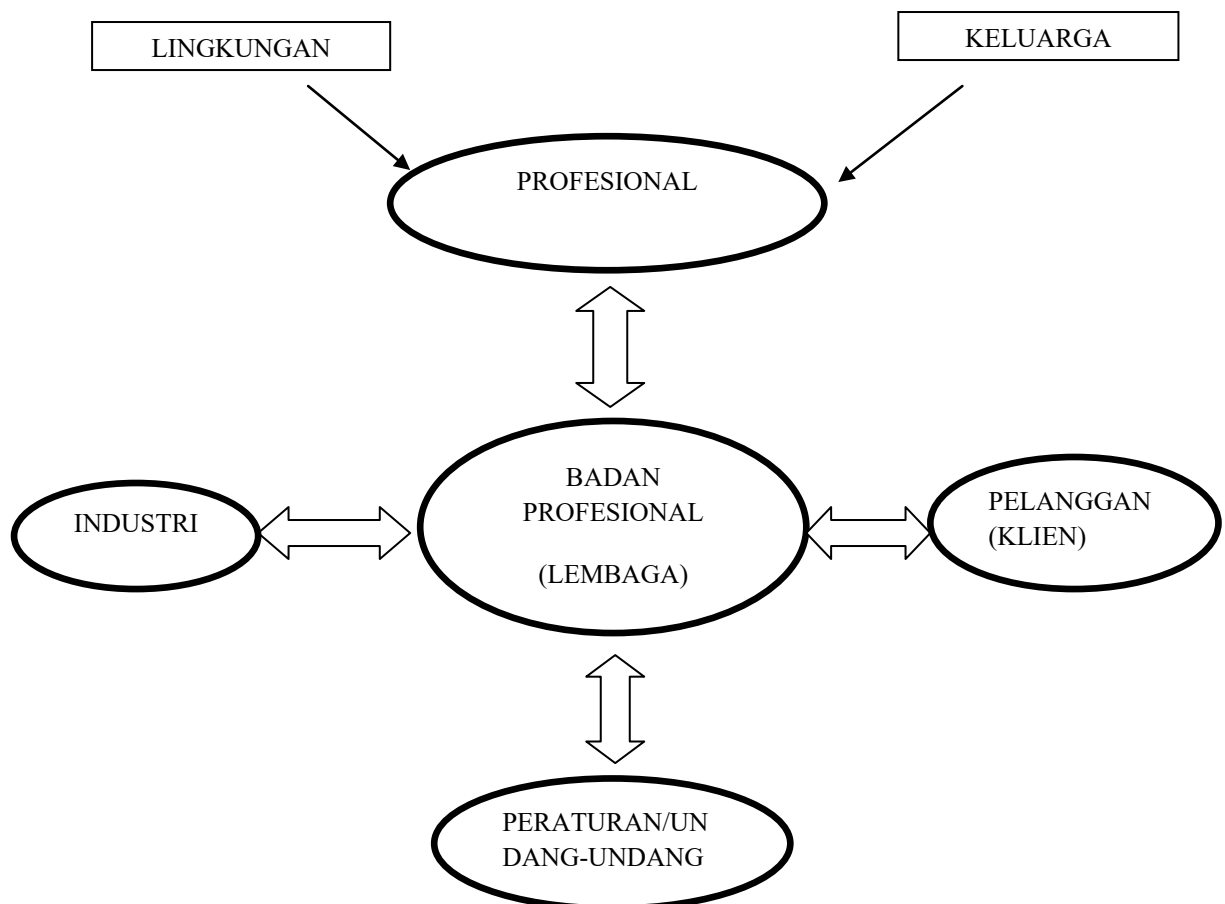 LINGKUNGAN
KELUARGA
PROFESIONAL
BADAN
PROFESIONAL
(LEMBAGA)
INDUSTRI
PELANGGAN
(KLIEN)
PERATURAN/UN
DANG-UNDANG